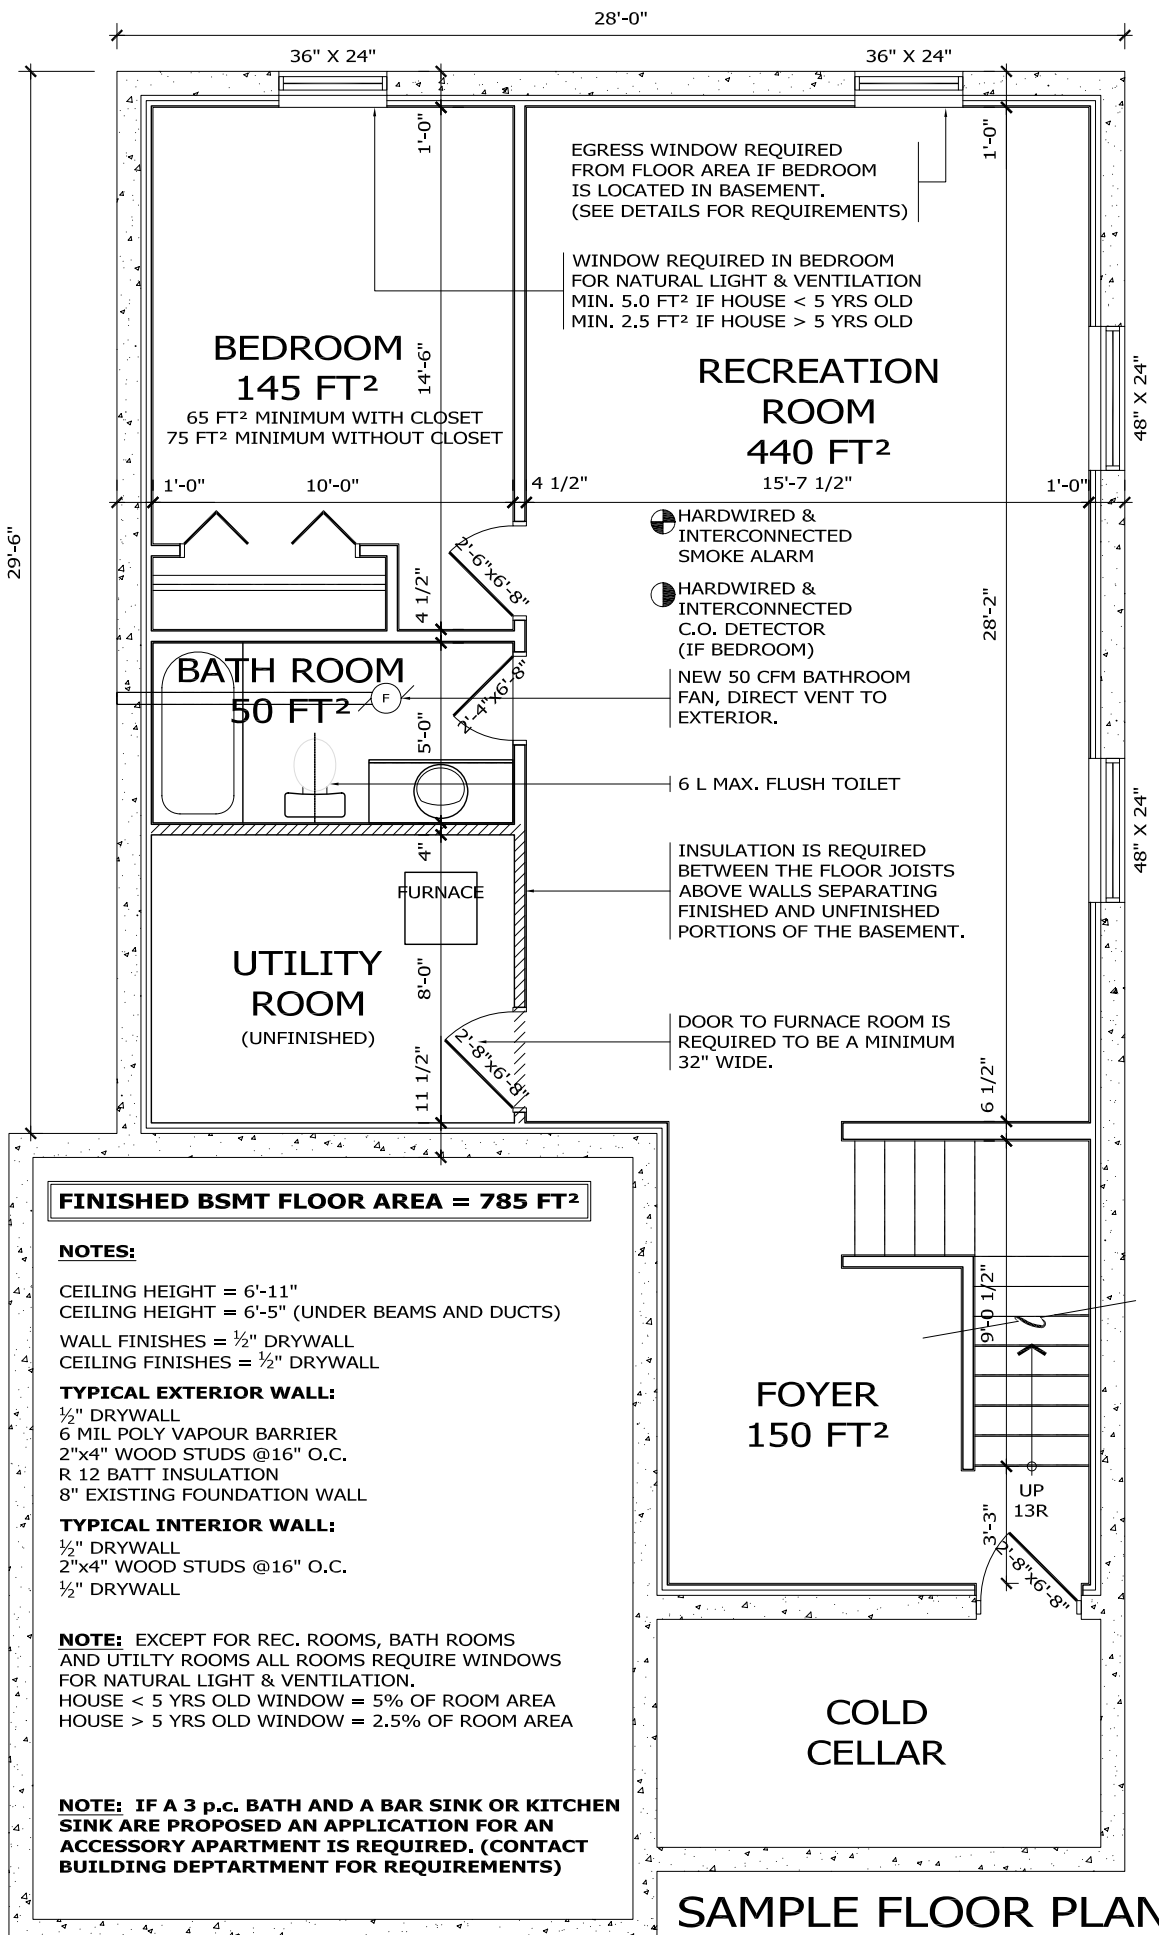 28'-0"
36" X 24"
36" X 24"
1'-0"
1'-0"
EGRESS WINDOW REQUIRED
FROM FLOOR AREA IF BEDROOM
IS LOCATED IN BASEMENT.
(SEE DETAILS FOR REQUIREMENTS)
WINDOW REQUIRED IN BEDROOM
FOR NATURAL LIGHT & VENTILATION
MIN. 5.0 FT² IF HOUSE < 5 YRS OLD
MIN. 2.5 FT² IF HOUSE > 5 YRS OLD
BEDROOM
145 FT²
65 FT² MINIMUM WITH CLOSET
75 FT² MINIMUM WITHOUT CLOSET
14'-6"
RECREATION
ROOM
440 FT²
48" X 24"
1'-0"
10'-0"
4 1/2"
15'-7 1/2"
1'-0"
29'-6"
HARDWIRED &
INTERCONNECTED
SMOKE ALARM
2'-6"x6'-8"
4 1/2"
HARDWIRED &
INTERCONNECTED
C.O. DETECTOR
(IF BEDROOM)
28'-2"
BATH ROOM
50 FT²
F
2'-4"x6'-8"
5'-0"
NEW 50 CFM BATHROOM
FAN, DIRECT VENT TO
EXTERIOR.
6 L MAX. FLUSH TOILET
48" X 24"
4"
FURNACE
INSULATION IS REQUIRED
BETWEEN THE FLOOR JOISTS
ABOVE WALLS SEPARATING
FINISHED AND UNFINISHED
PORTIONS OF THE BASEMENT.
UTILITY
ROOM
(UNFINISHED)
8'-0"
DOOR TO FURNACE ROOM IS
REQUIRED TO BE A MINIMUM
32" WIDE.
2'-8"x6'-8"
11 1/2"
6 1/2"
FINISHED BSMT FLOOR AREA = 785 FT²
NOTES:
CEILING HEIGHT = 6'-11"
CEILING HEIGHT = 6'-5" (UNDER BEAMS AND DUCTS)
WALL FINISHES = ½" DRYWALL
CEILING FINISHES = ½" DRYWALL
TYPICAL EXTERIOR WALL:
½" DRYWALL
6 MIL POLY VAPOUR BARRIER
2"x4" WOOD STUDS @16" O.C.
R 12 BATT INSULATION
8" EXISTING FOUNDATION WALL
TYPICAL INTERIOR WALL:
½" DRYWALL
2"x4" WOOD STUDS @16" O.C.
½" DRYWALL
NOTE: EXCEPT FOR REC. ROOMS, BATH ROOMS
AND UTILTY ROOMS ALL ROOMS REQUIRE WINDOWS
FOR NATURAL LIGHT & VENTILATION.
HOUSE < 5 YRS OLD WINDOW = 5% OF ROOM AREA
HOUSE > 5 YRS OLD WINDOW = 2.5% OF ROOM AREA
NOTE: IF A 3 p.c. BATH AND A BAR SINK OR KITCHEN
SINK ARE PROPOSED AN APPLICATION FOR AN
ACCESSORY APARTMENT IS REQUIRED. (CONTACT
BUILDING DEPTARTMENT FOR REQUIREMENTS)
9'-0 1/2"
FOYER
150 FT²
UP
13R
3'-3"
2'-8"x6'-8"
COLD
CELLAR
SAMPLE FLOOR PLAN